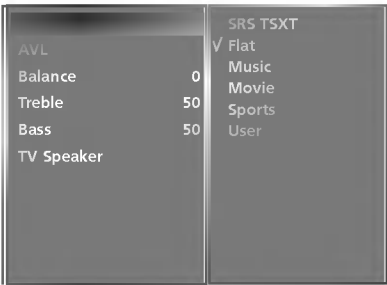 AVL
Balance 0
Treble 50
Bass 50
TV Speaker
SRS TSXT
√ Flat
Music
Movie
Sports
User